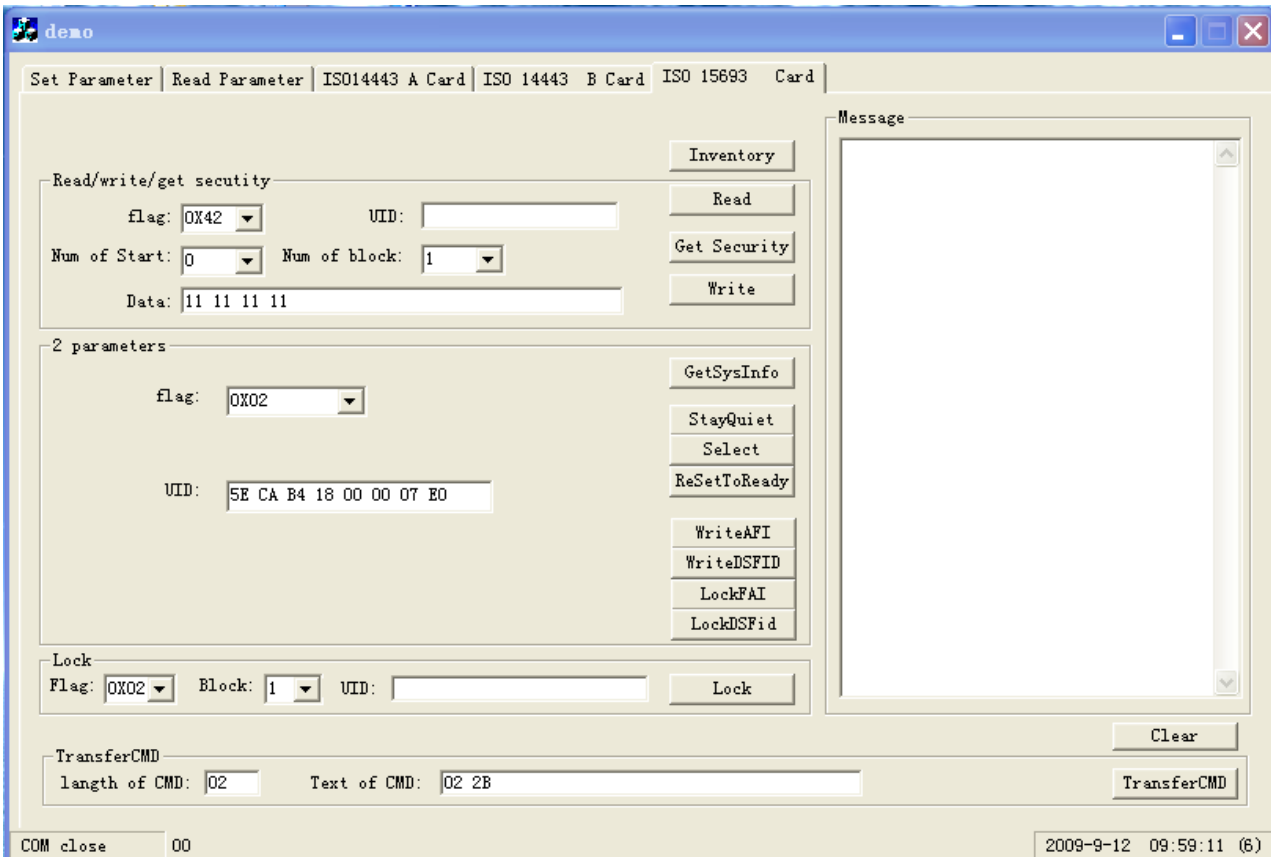 demo
Set Parameter Read Parameter ISO14443 A Card ISO 14443 B Card ISO 15693 Card
Message
Inventory
Read/write/get secutity
flag: 0X42 UID: Read
Num of Start: 0 Num of block: 1 Get Security
Data: 11 11 11 11 Write
2 parameters
flag: 0X02 GetSysInfo
StayQuiet
Select
UID: 5E CA B4 18 00 00 07 E0 ReSetToReady
WriteAFI
WriteDSFID
LockFAI
LockDSFid
Lock
Flag: 0X02 Block: 1 UID: Lock
Clear
TransferCMD
langth of CMD: 02 Text of CMD: 02 2B TransferCMD
COM close 00 2009-9-12 09:59:11 (6)